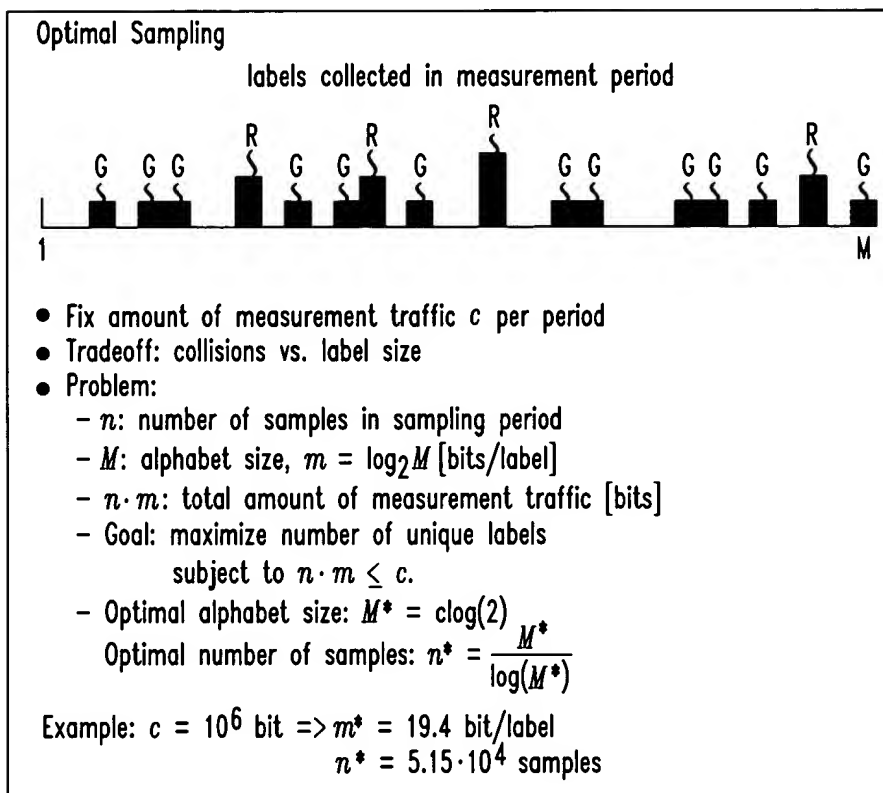 Optimal Sampling
labels collected in measurement period
G G G R G G R G R G G G G G R G
1 M
● Fix amount of measurement traffic c per period
● Tradeoff: collisions vs. label size
● Problem:
– n: number of samples in sampling period
– M: alphabet size, m = log₂M [bits/label]
– n·m: total amount of measurement traffic [bits]
– Goal: maximize number of unique labels
subject to n·m ≤ c.
– Optimal alphabet size: M* = clog(2)
Optimal number of samples: n* = M*/log(M*)
Example: c = 10⁶ bit => m* = 19.4 bit/label
n* = 5.15·10⁴ samples